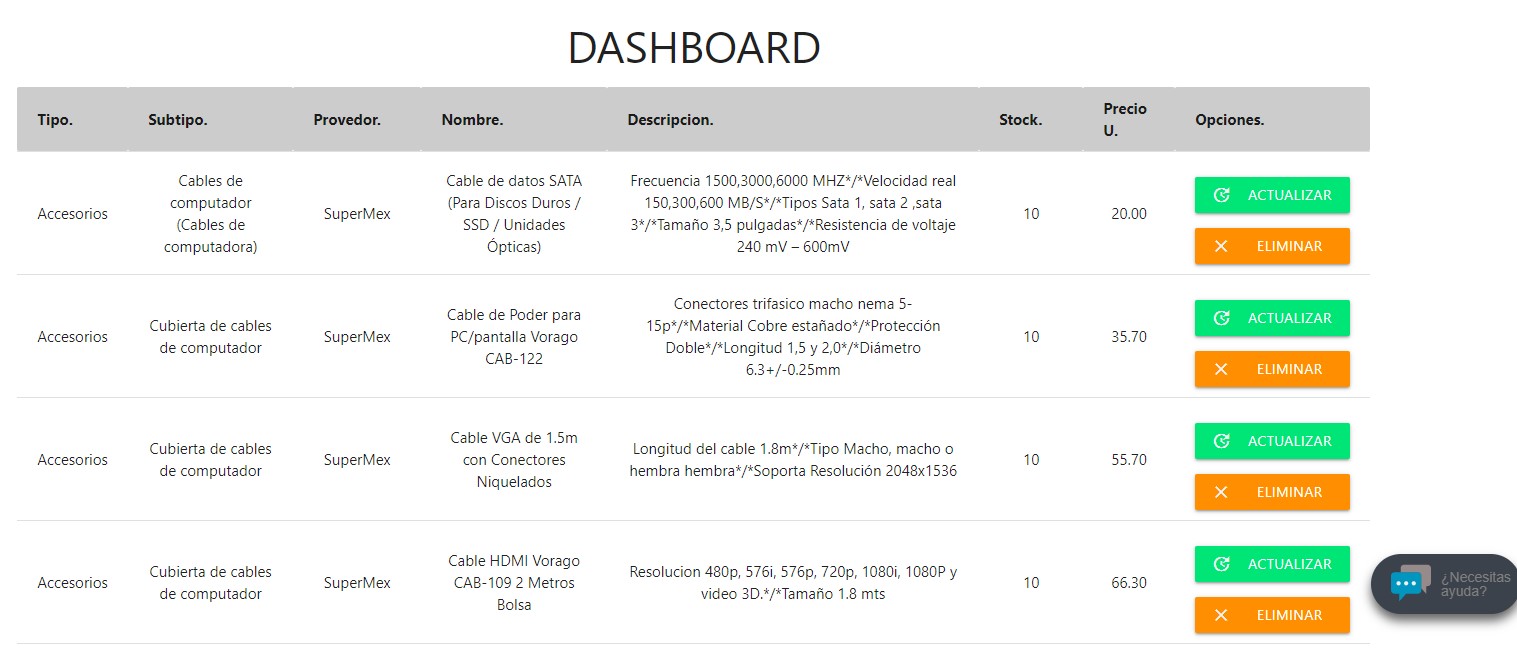 DASHBOARD
Tipo. Subtipo. Provedor. Nombre. Descripcion. Stock. Precio U. Opciones.
Accesorios
Cables de
computador
(Cables de
computadora)
SuperMex
Cable de datos SATA
(Para Discos Duros /
SSD / Unidades
Ópticas)
Frecuencia 1500,3000,6000 MHZ*/*Velocidad real
150,300,600 MB/S*/*Tipos Sata 1, sata 2 ,sata
3*/*Tamaño 3,5 pulgadas*/*Resistencia de voltaje
240 mV – 600mV
10
20.00
ACTUALIZAR
ELIMINAR
Accesorios
Cubierta de cables
de computador
SuperMex
Cable de Poder para
PC/pantalla Vorago
CAB-122
Conectores trifasico macho nema 5-
15p*/*Material Cobre estañado*/*Protección
Doble*/*Longitud 1,5 y 2,0*/*Diámetro
6.3+/-0.25mm
10
35.70
ACTUALIZAR
ELIMINAR
Accesorios
Cubierta de cables
de computador
SuperMex
Cable VGA de 1.5m
con Conectores
Niquelados
Longitud del cable 1.8m*/*Tipo Macho, macho o
hembra hembra*/*Soporta Resolución 2048x1536
10
55.70
ACTUALIZAR
ELIMINAR
Accesorios
Cubierta de cables
de computador
SuperMex
Cable HDMI Vorago
CAB-109 2 Metros
Bolsa
Resolucion 480p, 576i, 576p, 720p, 1080i, 1080P y
video 3D.*/*Tamaño 1.8 mts
10
66.30
ACTUALIZAR
ELIMINAR
¿Necesitas
ayuda?